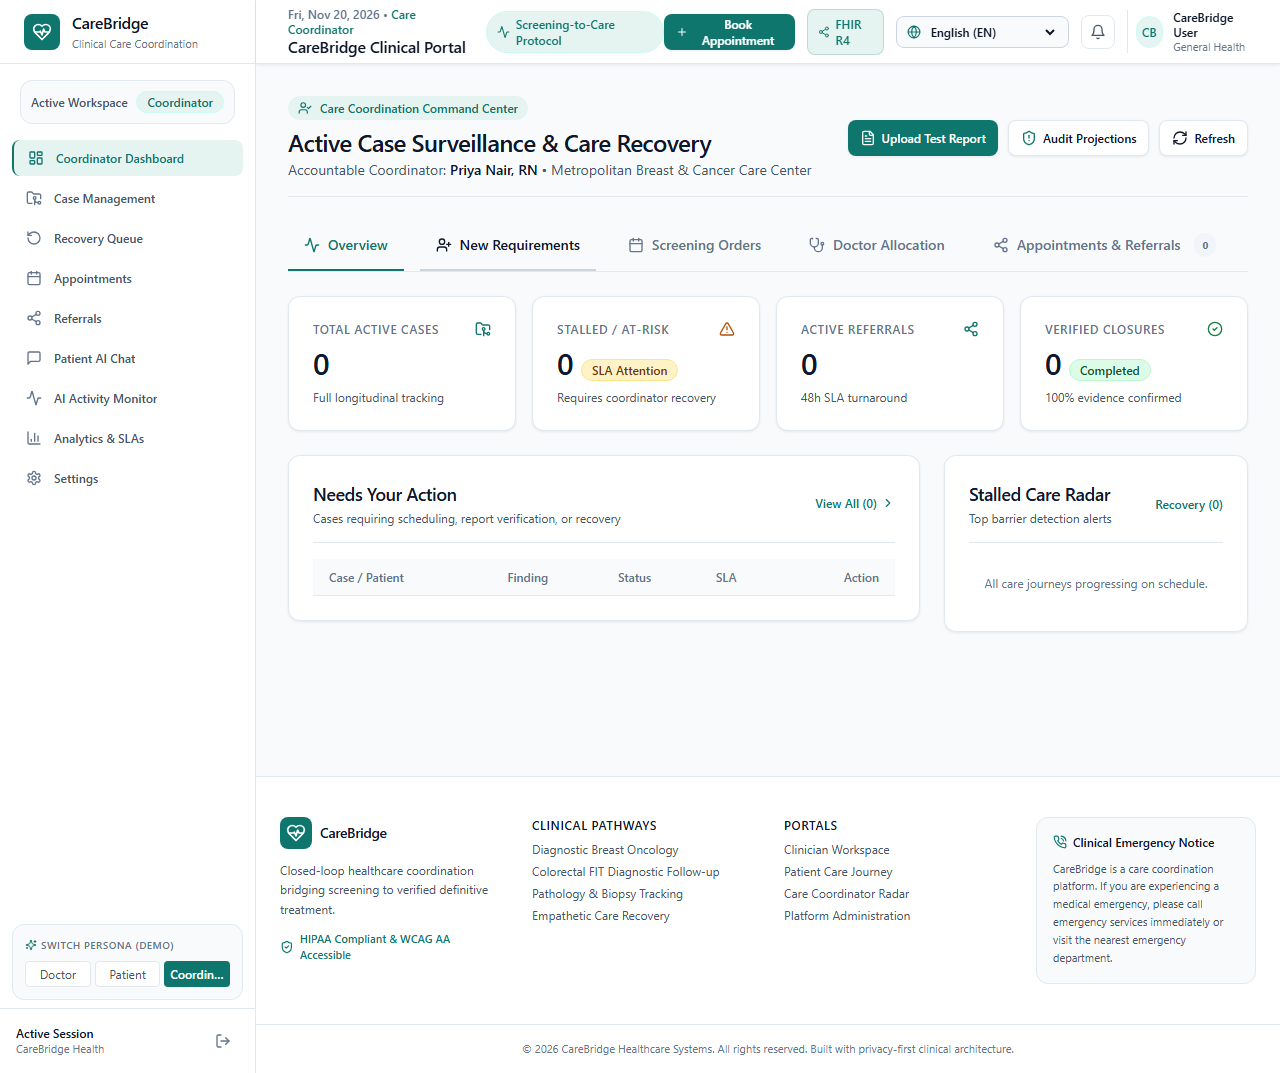 CareBridge
Clinical Care Coordination
Active Workspace Coordinator
Coordinator Dashboard
Case Management
Recovery Queue
Appointments
Referrals
Patient AI Chat
AI Activity Monitor
Analytics & SLAs
Settings
SWITCH PERSONA (DEMO)
Doctor Patient Coordin...
Active Session
CareBridge Health
Fri, Nov 20, 2026 • Care
Coordinator
CareBridge Clinical Portal
Screening-to-Care
Protocol
Book
Appointment
FHIR
R4
English (EN)
CB
CareBridge
User
General Health
Care Coordination Command Center
Active Case Surveillance & Care Recovery
Accountable Coordinator: Priya Nair, RN • Metropolitan Breast & Cancer Care Center
Upload Test Report Audit Projections Refresh
Overview New Requirements Screening Orders Doctor Allocation Appointments & Referrals 0
TOTAL ACTIVE CASES
0
Full longitudinal tracking
STALLED / AT-RISK
0 SLA Attention
Requires coordinator recovery
ACTIVE REFERRALS
0
48h SLA turnaround
VERIFIED CLOSURES
0 Completed
100% evidence confirmed
Needs Your Action
Cases requiring scheduling, report verification, or recovery
View All (0)
Case / Patient Finding Status SLA Action
Stalled Care Radar
Top barrier detection alerts
Recovery (0)
All care journeys progressing on schedule.
CareBridge
Closed-loop healthcare coordination
bridging screening to verified definitive
treatment.
HIPAA Compliant & WCAG AA
Accessible
CLINICAL PATHWAYS
Diagnostic Breast Oncology
Colorectal FIT Diagnostic Follow-up
Pathology & Biopsy Tracking
Empathetic Care Recovery
PORTALS
Clinician Workspace
Patient Care Journey
Care Coordinator Radar
Platform Administration
Clinical Emergency Notice
CareBridge is a care coordination
platform. If you are experiencing a
medical emergency, please call
emergency services immediately or
visit the nearest emergency
department.
© 2026 CareBridge Healthcare Systems. All rights reserved. Built with privacy-first clinical architecture.